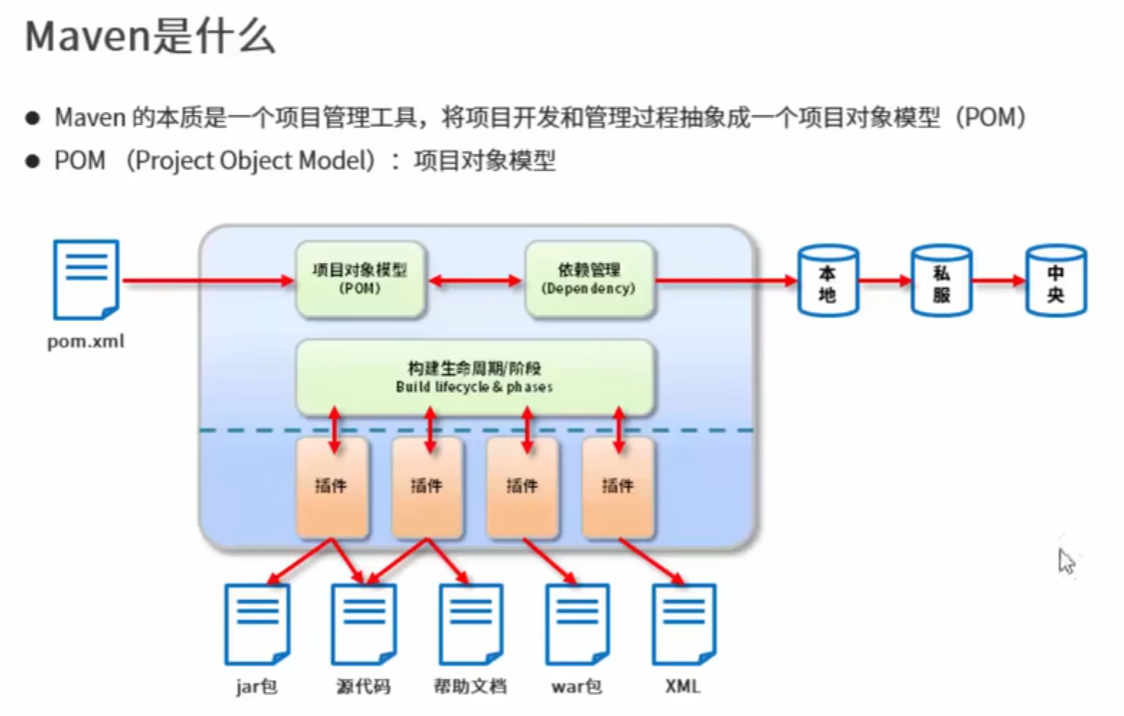 Maven是什么
● Maven 的本质是一个项目管理工具，将项目开发和管理过程抽象成一个项目对象模型（POM）
● POM （Project Object Model）：项目对象模型
pom.xml
项目对象模型
（POM）
依赖管理
（Dependency）
本地
私服
中央
构建生命周期/阶段
Build lifecycle & phases
插件
插件
插件
插件
jar包
源代码
帮助文档
war包
XML